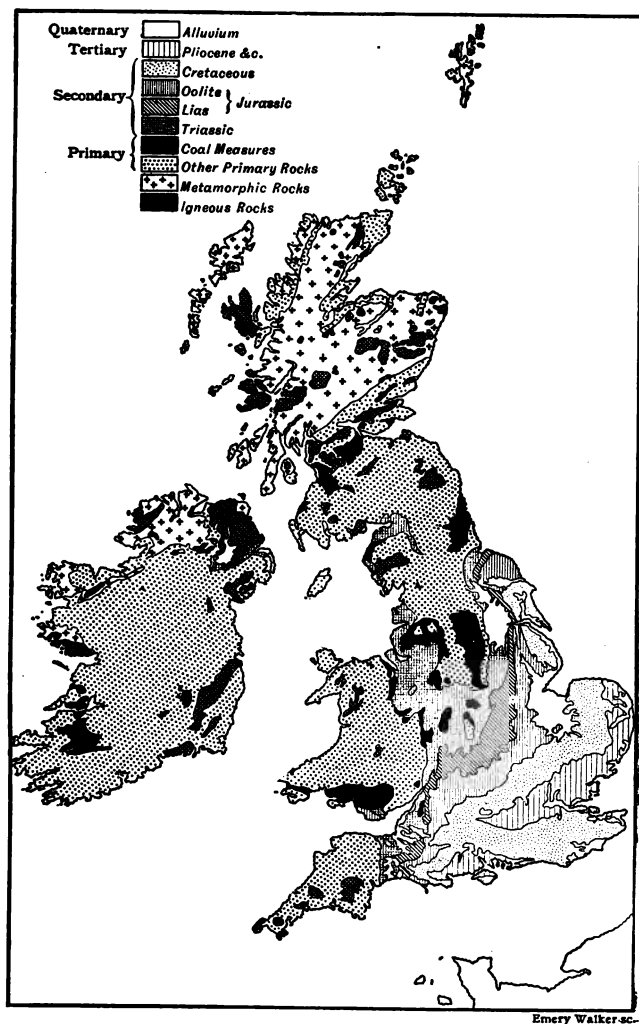 Quaternary Alluvium
Tertiary Pliocene &c.
Cretaceous
Secondary Oolite
Lias } Jurassic
Triassic
Primary Coal Measures
Other Primary Rocks
Metamorphic Rocks
Igneous Rocks
Emery Walker sc.